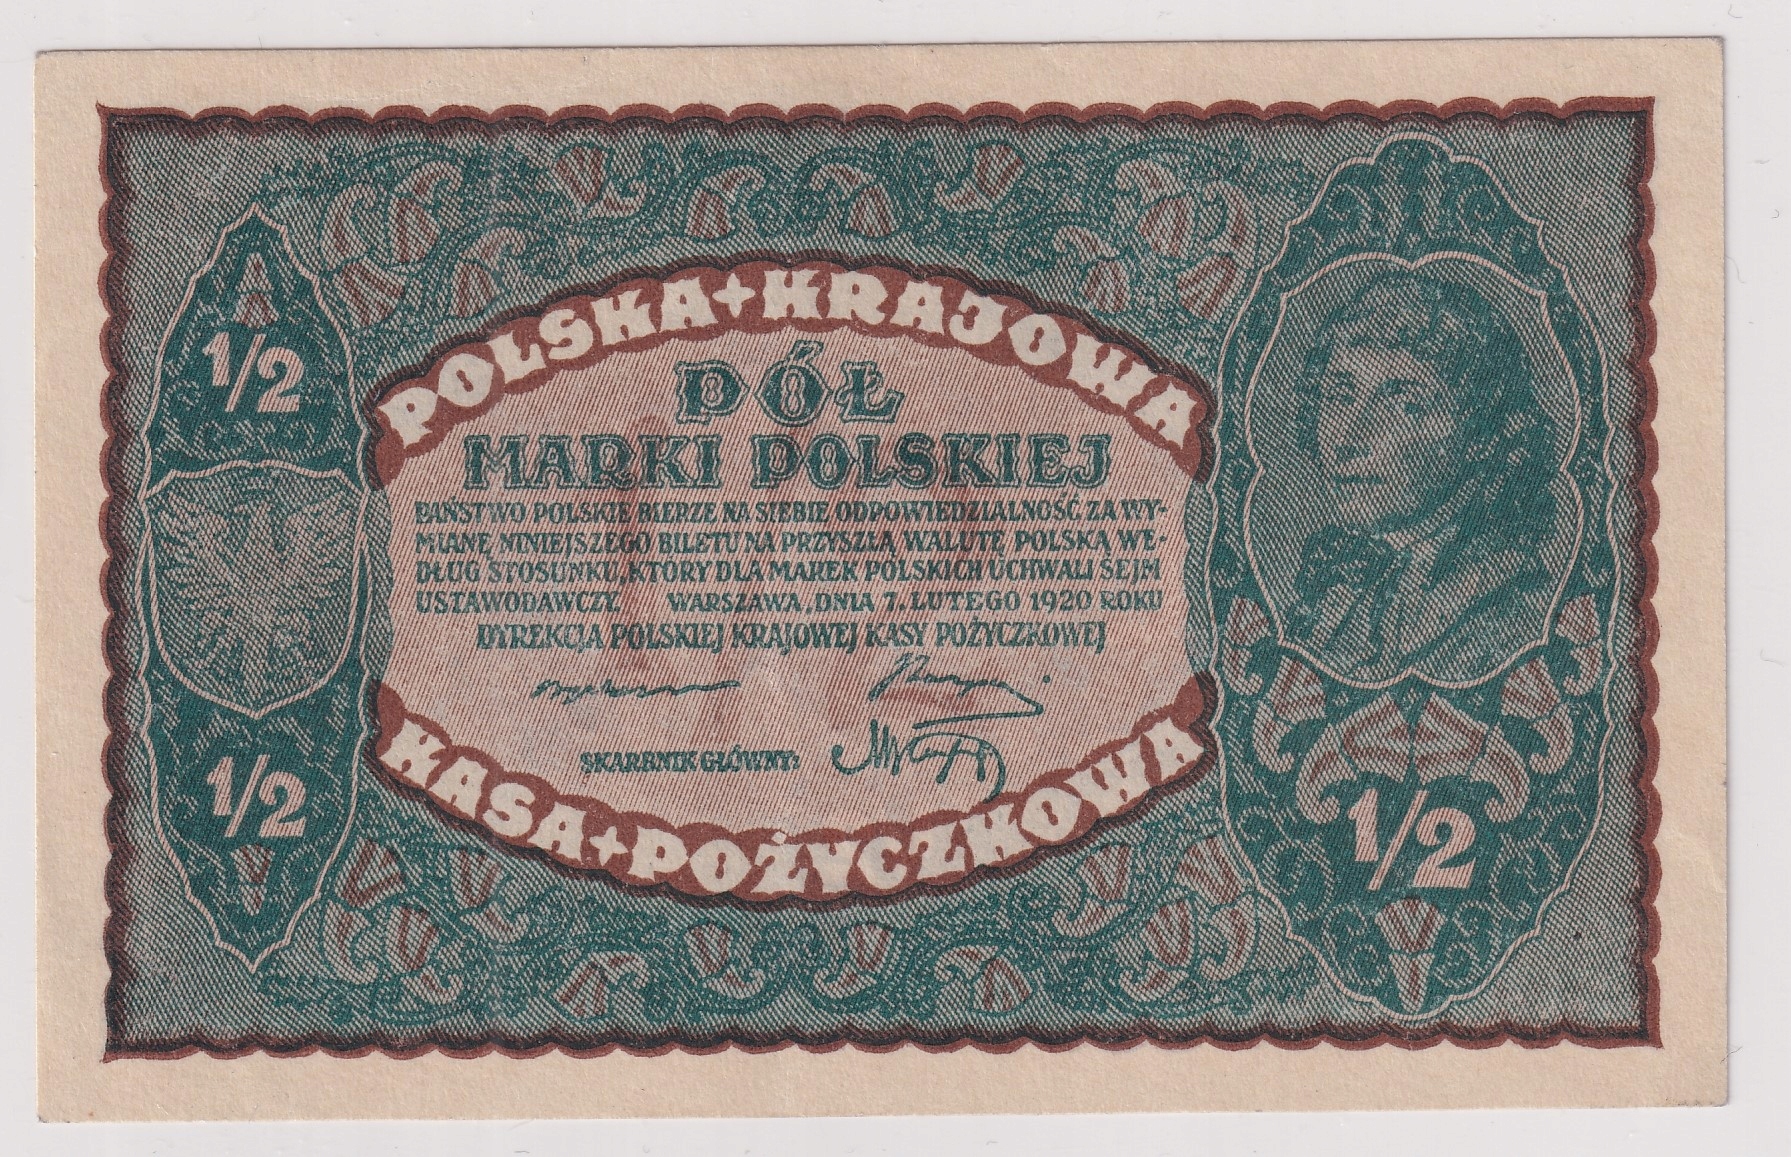 POLSKA + KRAJOWA
PÓŁ
MARKI POLSKIEJ
PAŃSTWO POLSKIE BIERZE NA SIEBIE ODPOWIEDZIALNOŚĆ ZA WY-
MIANĘ NINIEJSZEGO BILETU NA PRZYSZŁĄ WALUTĘ POLSKĄ WE-
DŁUG STOSUNKU, KTÓRY DLA MAREK POLSKICH UCHWALI SEJM
USTAWODAWCZY. WARSZAWA, DNIA 7. LUTEGO 1920 ROKU
DYREKCJA POLSKIEJ KRAJOWEJ KASY POŻYCZKOWEJ
SKARBNIK GŁÓWNY:
KASA + POŻYCZKOWA
1/2
1/2
1/2